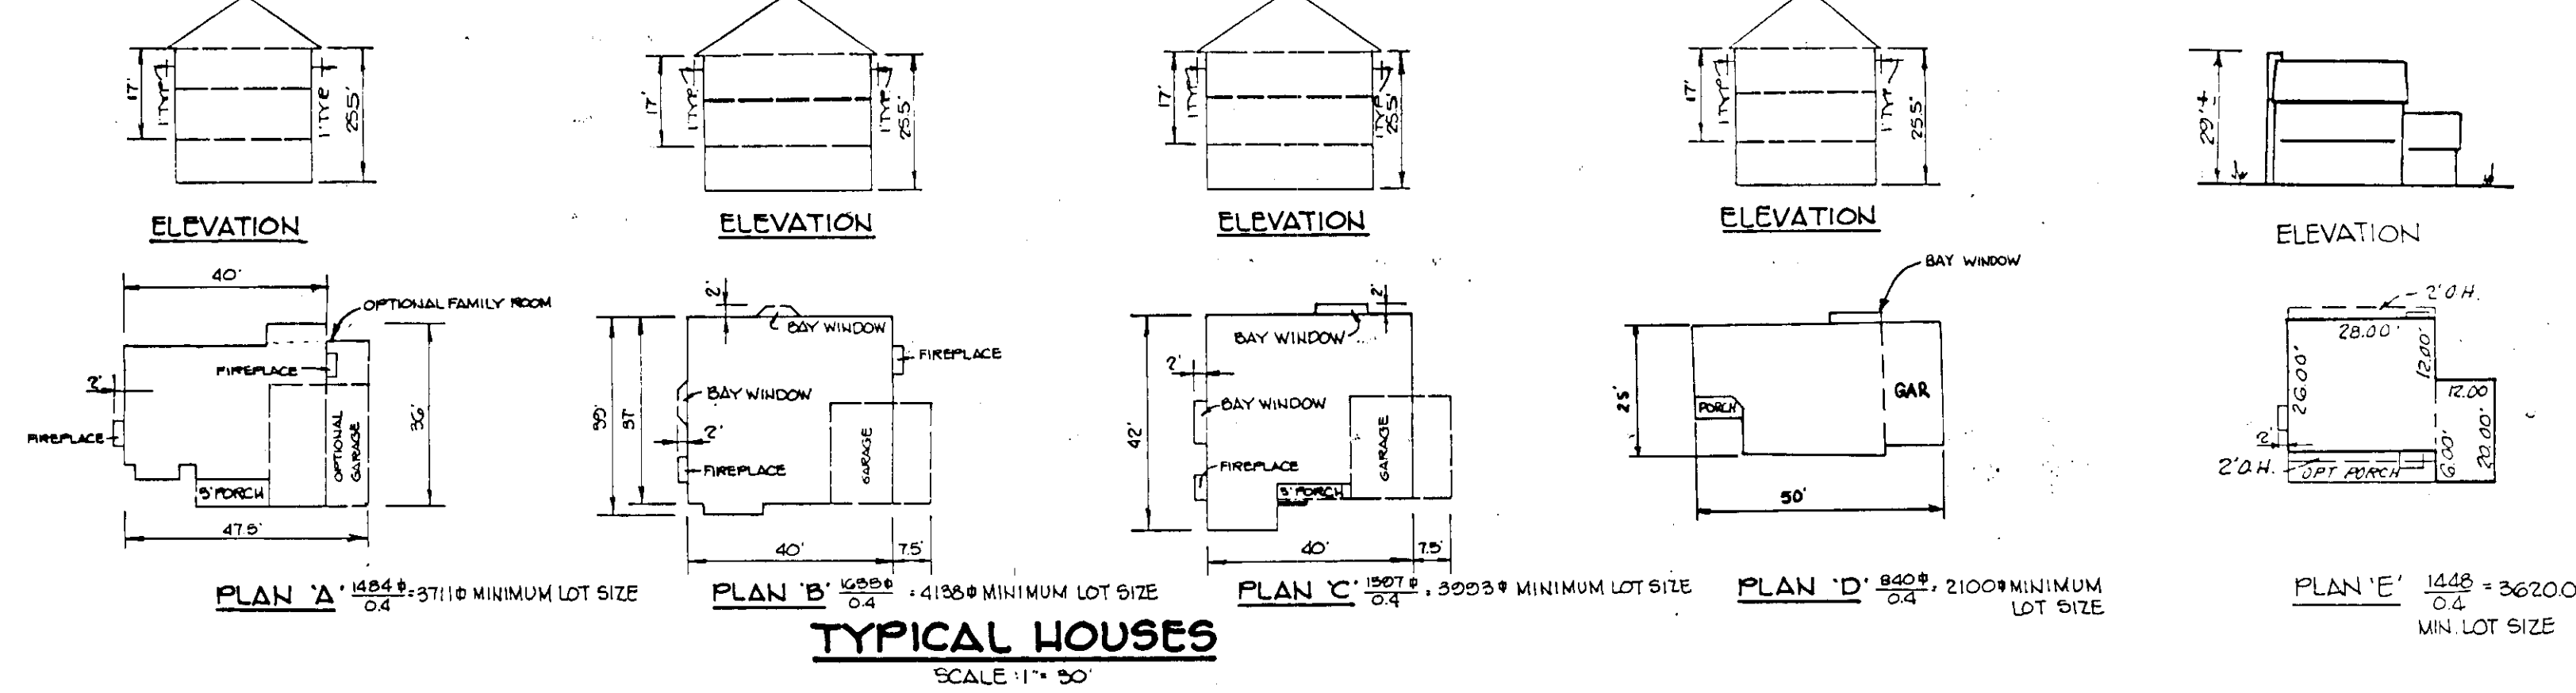 17'
1' TYP.
1' TYP.
25.5'
17'
1' TYP.
1' TYP.
25.5'
17'
1' TYP.
1' TYP.
25.5'
17'
1' TYP.
1' TYP.
25.5'
29'±
ELEVATION
ELEVATION
ELEVATION
ELEVATION
ELEVATION
40'
OPTIONAL FAMILY ROOM
FIREPLACE
2'
FIREPLACE
OPTIONAL
GARAGE
36'
5' PORCH
47.5'
2'
BAY WINDOW
FIREPLACE
39'
37'
BAY WINDOW
2'
FIREPLACE
GARAGE
40'
7.5'
2'
BAY WINDOW
2'
BAY WINDOW
42'
FIREPLACE
GARAGE
5' PORCH
40'
7.5'
BAY WINDOW
25'
PORCH
GAR
50'
2' O.H.
28.00'
26.00'
12.00'
12.00
2'
2' O.H.
OPT PORCH
6.00'
20.00'
PLAN 'A' 1484⌽/0.4 = 3711⌽ MINIMUM LOT SIZE
PLAN 'B' 1655⌽/0.4 = 4138⌽ MINIMUM LOT SIZE
PLAN 'C' 1597⌽/0.4 = 3993⌽ MINIMUM LOT SIZE
PLAN 'D' 840⌽/0.4 = 2100⌽ MINIMUM
LOT SIZE
PLAN 'E' 1448/0.4 = 3620.0
MIN. LOT SIZE
TYPICAL HOUSES
SCALE : 1" = 30'